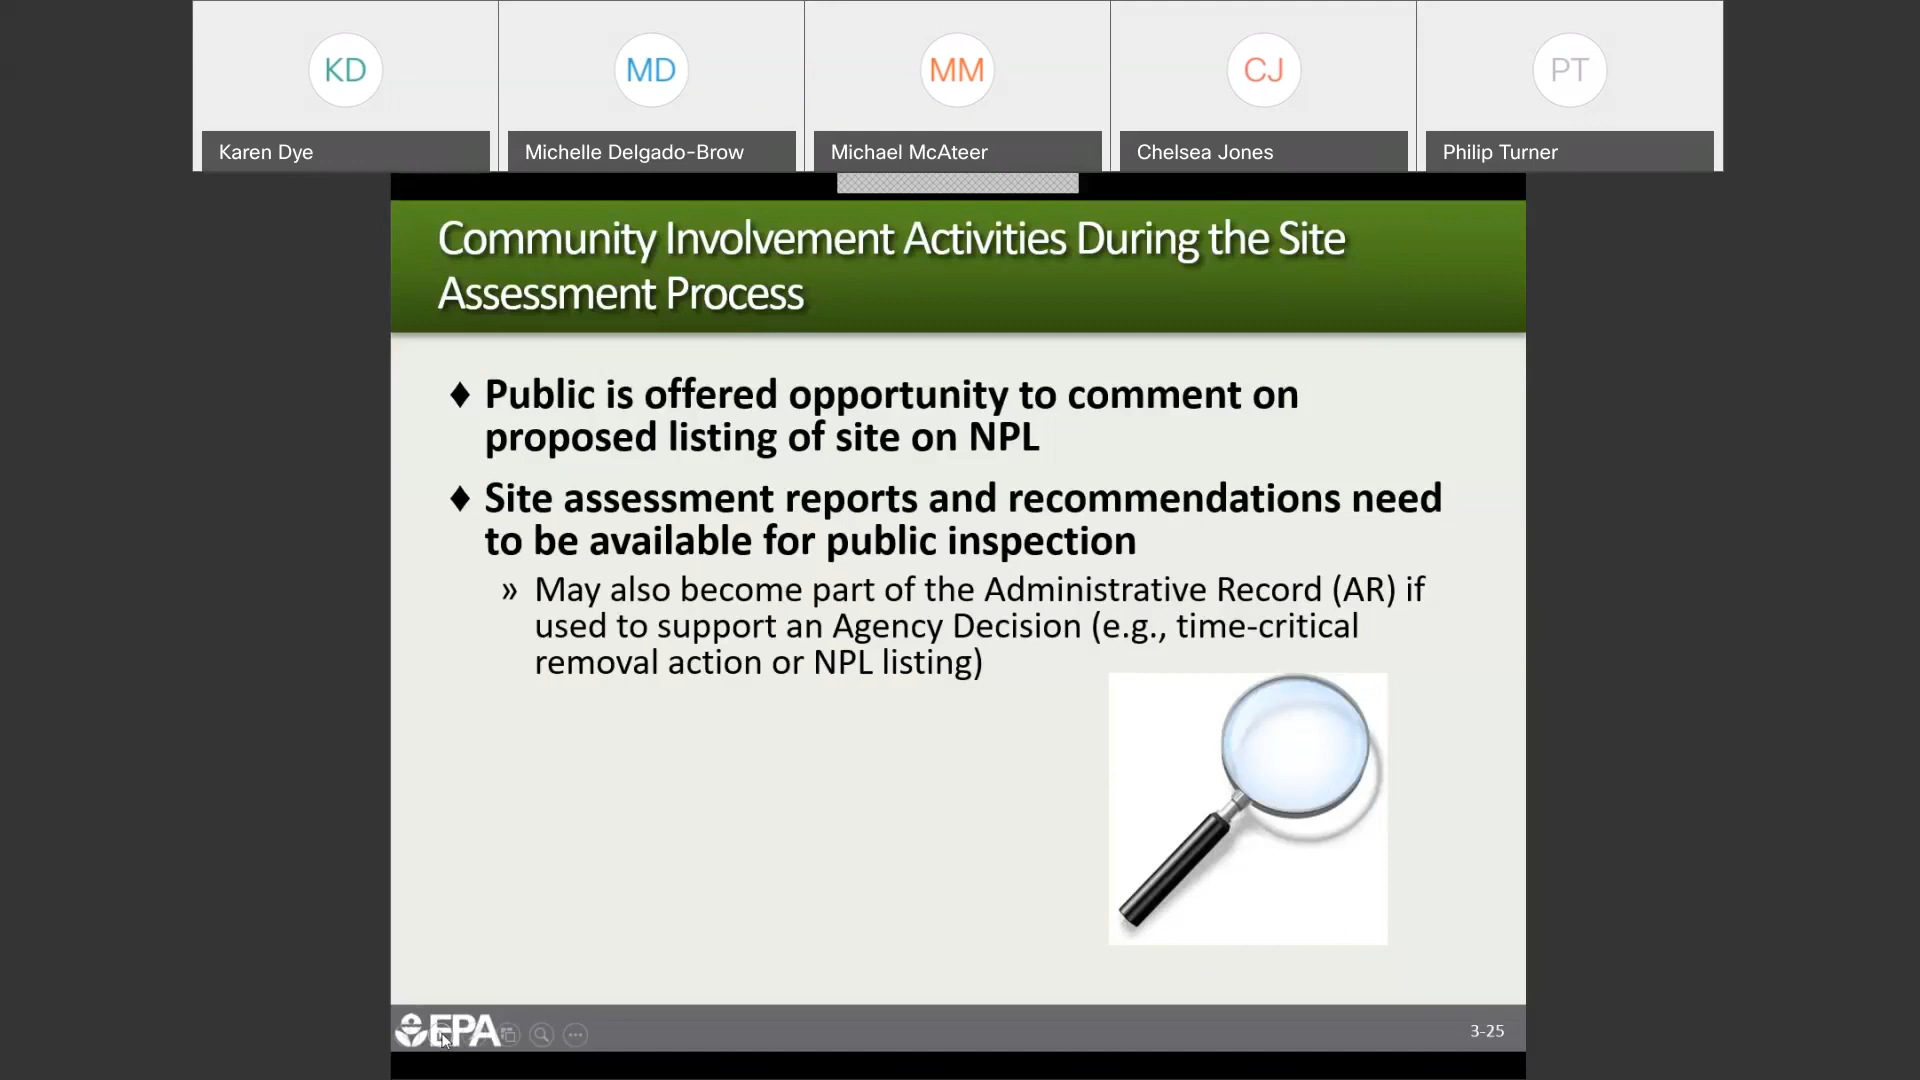 KD
MD
MM
CJ
PT
Karen Dye
Michelle Delgado-Brow
Michael McAteer
Chelsea Jones
Philip Turner
Community Involvement Activities During the Site
Assessment Process
♦ Public is offered opportunity to comment on
proposed listing of site on NPL
♦ Site assessment reports and recommendations need
to be available for public inspection
» May also become part of the Administrative Record (AR) if
used to support an Agency Decision (e.g., time-critical
removal action or NPL listing)
EPA
3-25